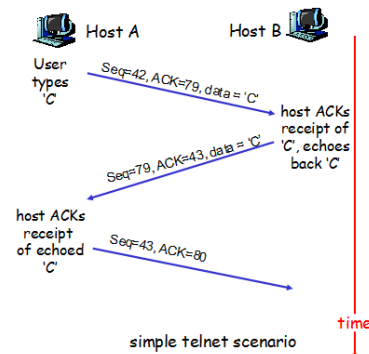 Host A
Host B
User
types
'C'
Seq=42, ACK=79, data = 'C'
host ACKs
receipt of
'C', echoes
back 'C'
Seq=79, ACK=43, data = 'C'
host ACKs
receipt
of echoed
'C'
Seq=43, ACK=80
time
simple telnet scenario